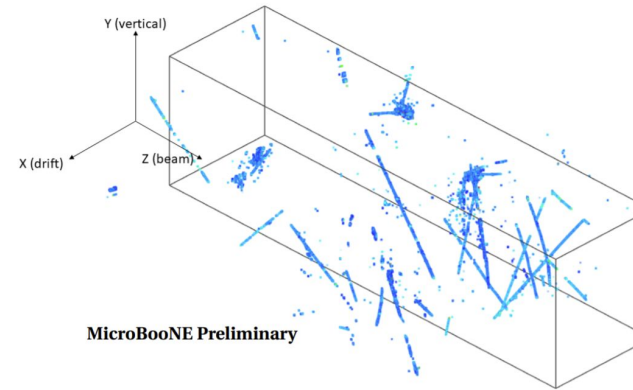 Y (vertical)
X (drift)
Z (beam)
MicroBooNE Preliminary